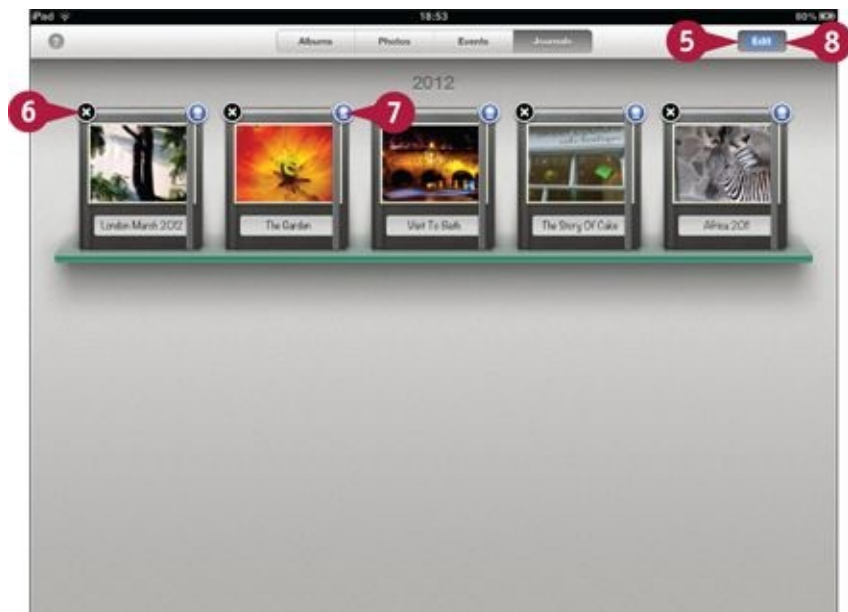 iPad 18:53 80%
? Albums Photos Events Journals 5 Edit 8
2012
6 7
London March 2012 The Garden Visit To Bath The Story Of Cake Africa 2011